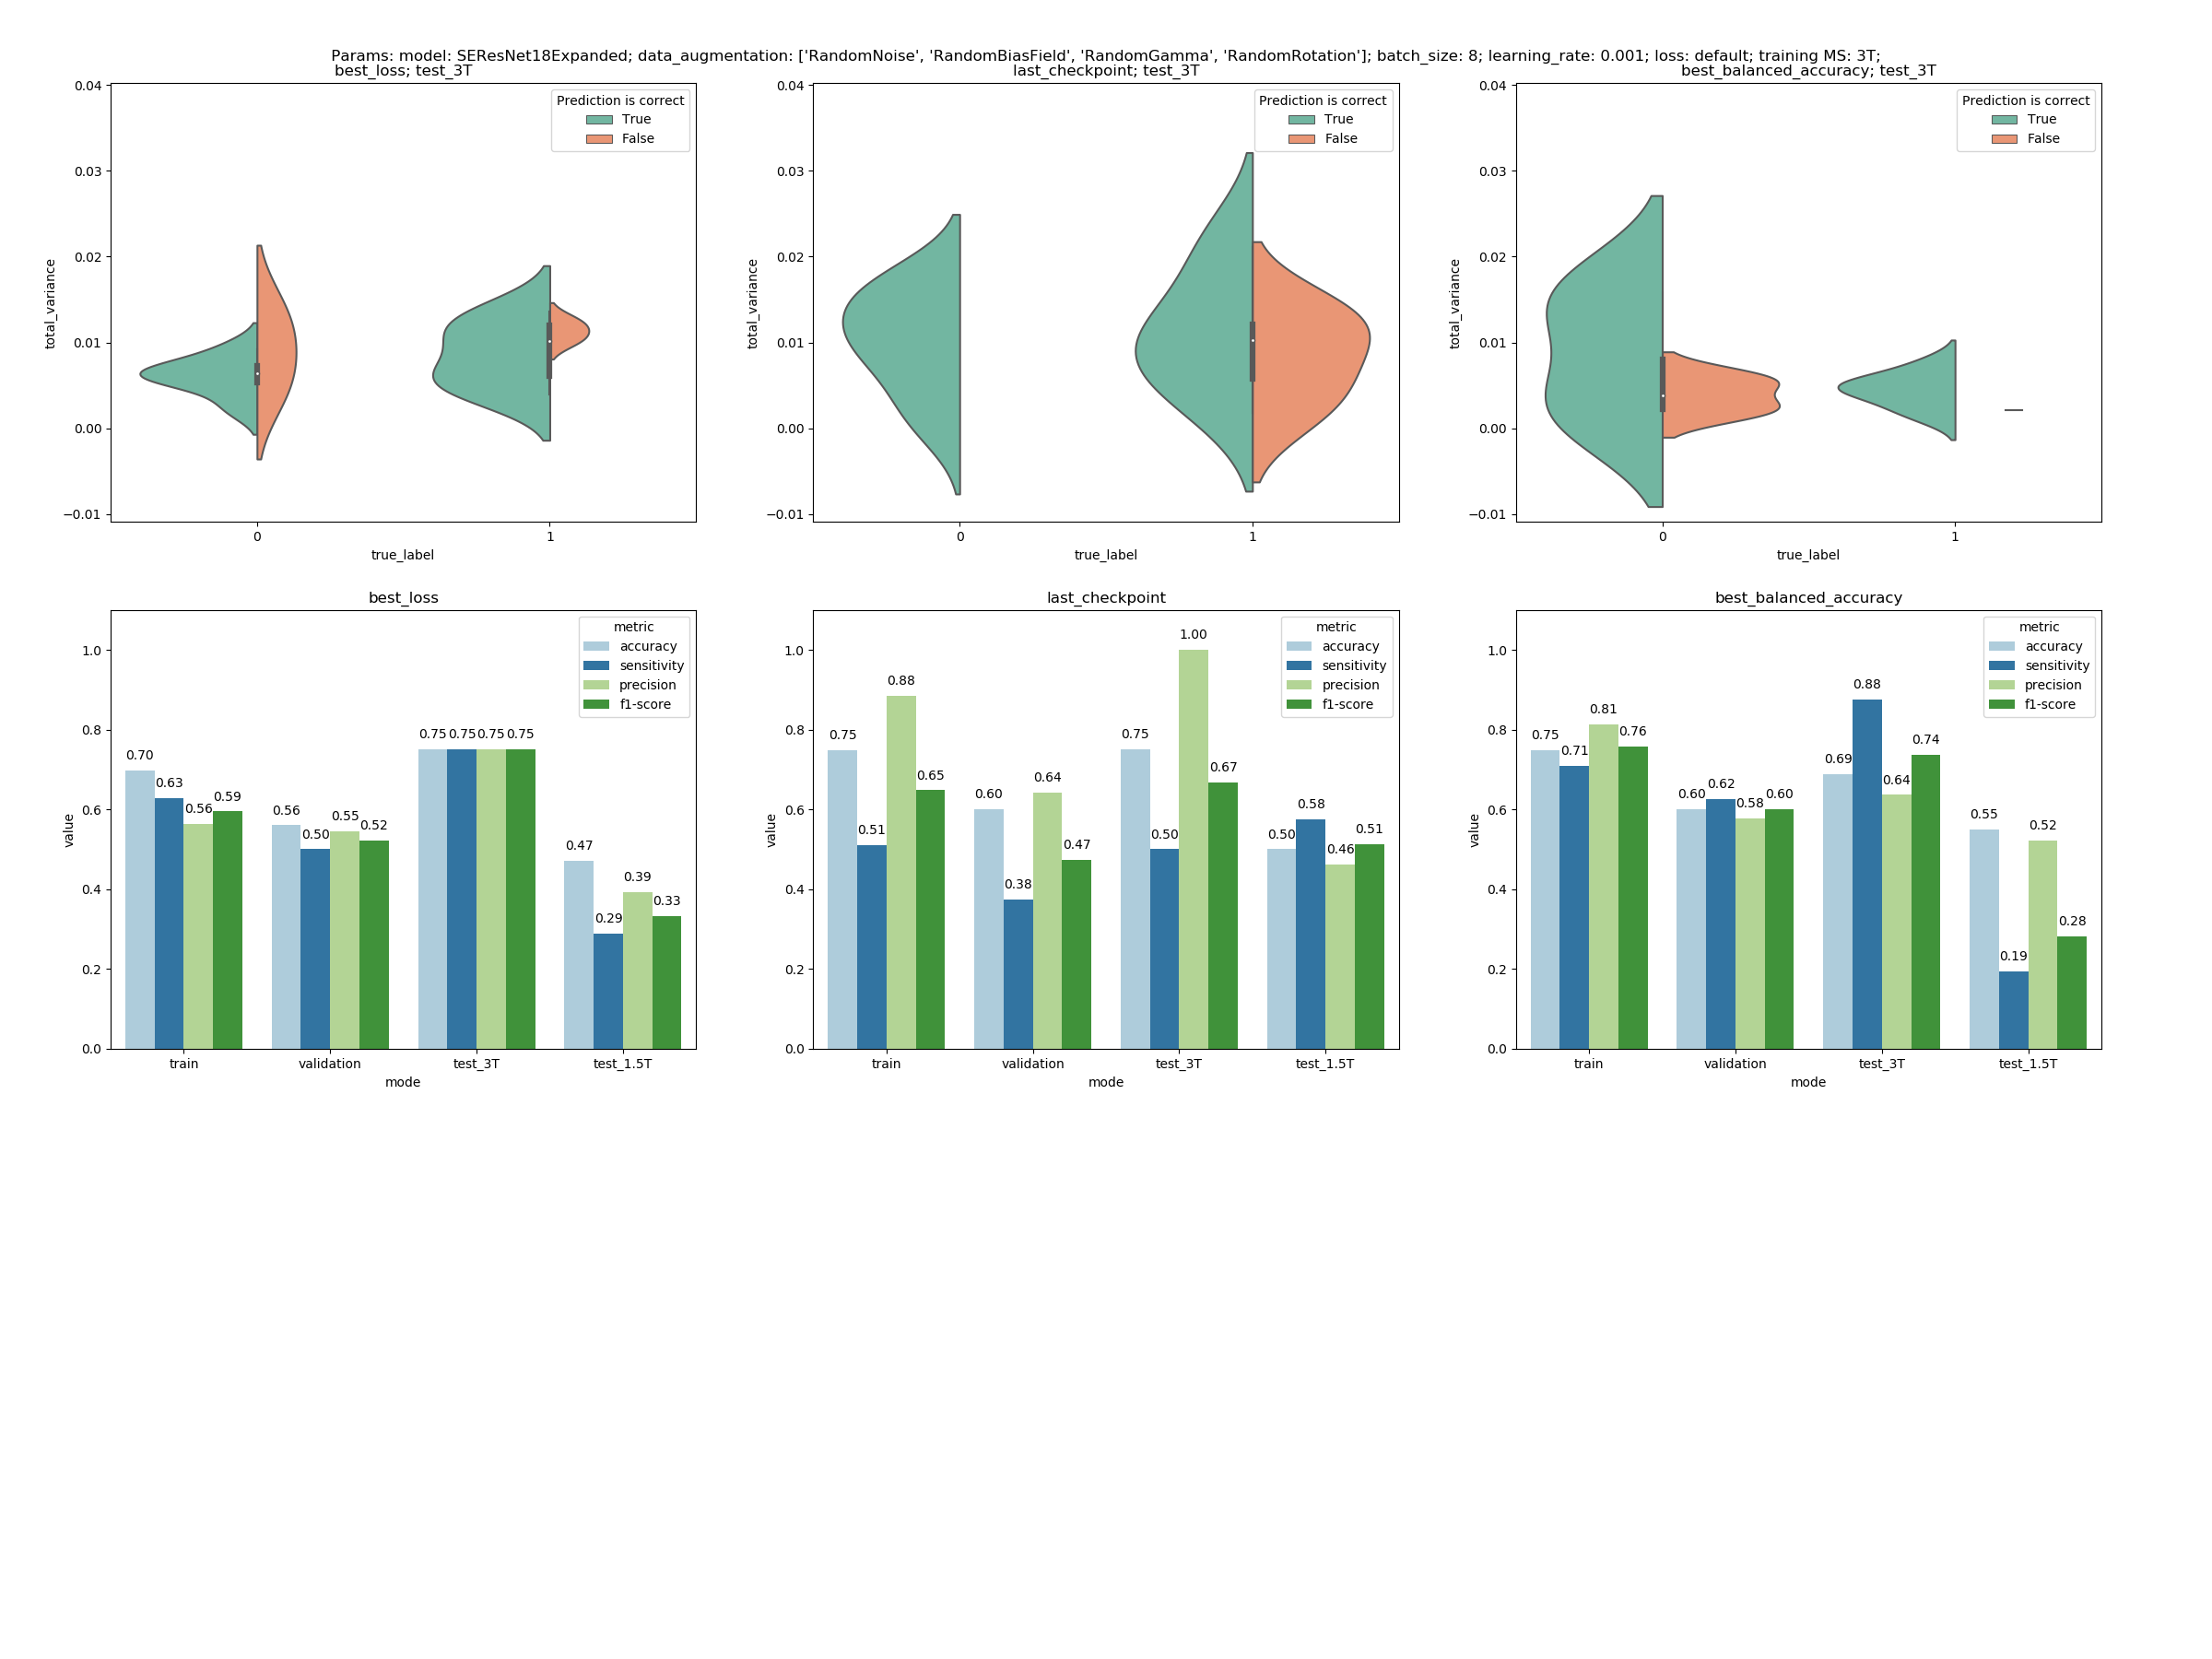 Params: model: SEResNet18Expanded; data_augmentation: ['RandomNoise', 'RandomBiasField', 'RandomGamma', 'RandomRotation']; batch_size: 8; learning_rate: 0.001; loss: default; training MS: 3T;
best_loss; test_3T
0.04
0.03
0.02
0.01
0.00
−0.01
total_variance
Prediction is correct
True
False
0 1
true_label
last_checkpoint; test_3T
0.04
0.03
0.02
0.01
0.00
−0.01
total_variance
Prediction is correct
True
False
0 1
true_label
best_balanced_accuracy; test_3T
0.04
0.03
0.02
0.01
0.00
−0.01
total_variance
Prediction is correct
True
False
0 1
true_label
best_loss
1.0
0.8
0.6
0.4
0.2
0.0
value
metric
accuracy
sensitivity
precision
f1-score
0.70 0.63 0.56 0.59
0.56 0.50 0.55 0.52
0.75 0.75 0.75 0.75
0.47 0.29 0.39 0.33
train validation test_3T test_1.5T
mode
last_checkpoint
1.0
0.8
0.6
0.4
0.2
0.0
value
metric
accuracy
sensitivity
precision
f1-score
0.75 0.51 0.88 0.65
0.60 0.38 0.64 0.47
0.75 0.50 1.00 0.67
0.50 0.58 0.46 0.51
train validation test_3T test_1.5T
mode
best_balanced_accuracy
1.0
0.8
0.6
0.4
0.2
0.0
value
metric
accuracy
sensitivity
precision
f1-score
0.75 0.71 0.81 0.76
0.60 0.62 0.58 0.60
0.69 0.88 0.64 0.74
0.55 0.19 0.52 0.28
train validation test_3T test_1.5T
mode